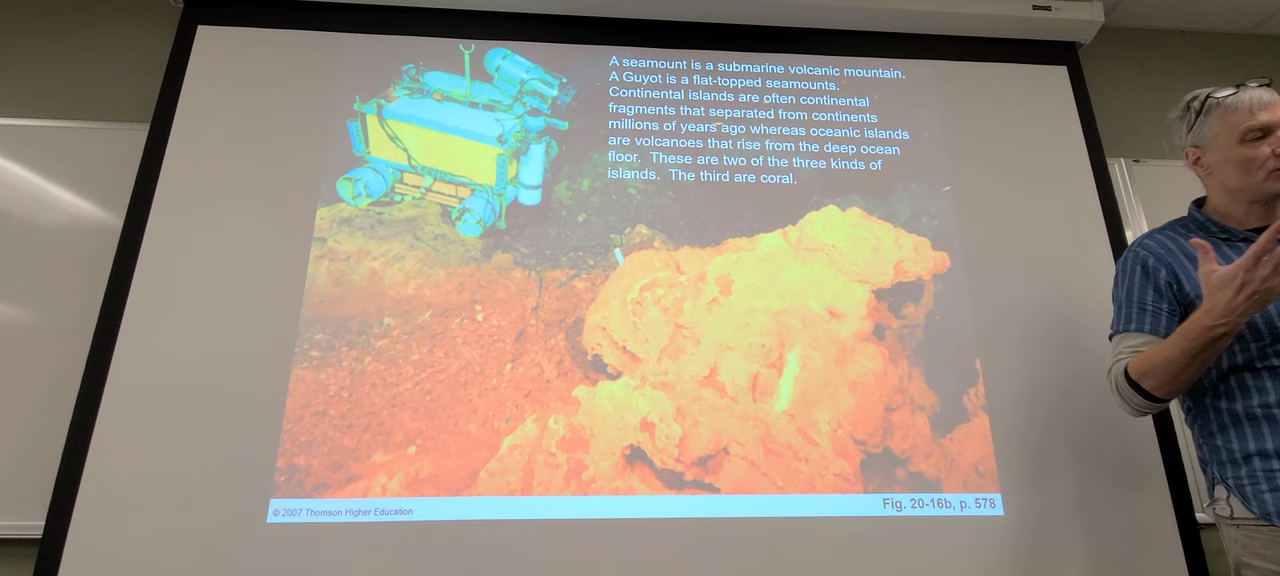 A seamount is a submarine volcanic mountain.
A Guyot is a flat-topped seamounts.
Continental islands are often continental
fragments that separated from continents
millions of years ago whereas oceanic islands
are volcanoes that rise from the deep ocean
floor.  These are two of the three kinds of
islands.  The third are coral.
© 2007 Thomson Higher Education
Fig. 20-16b, p. 578